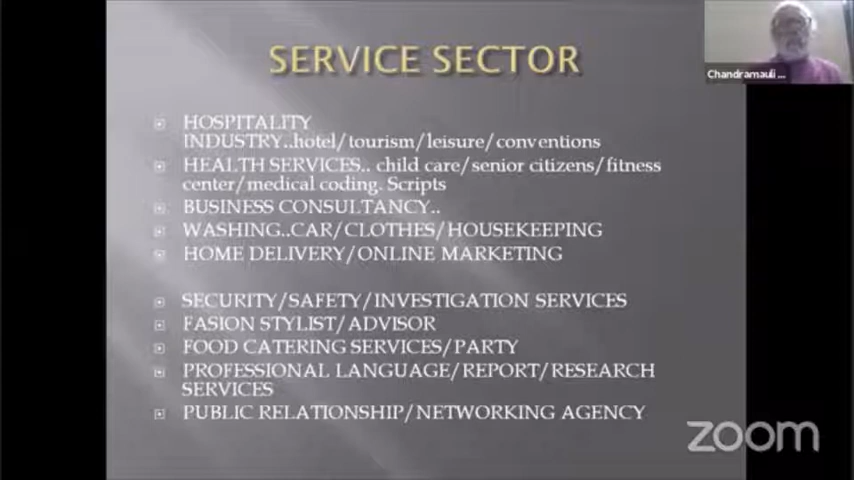 SERVICE SECTOR
Chandramauli ...
HOSPITALITY
INDUSTRY..hotel/tourism/leisure/conventions
HEALTH SERVICES.. child care/senior citizens/fitness
center/medical coding. Scripts
BUSINESS CONSULTANCY..
WASHING..CAR/CLOTHES/HOUSEKEEPING
HOME DELIVERY/ONLINE MARKETING
SECURITY/SAFETY/INVESTIGATION SERVICES
FASION STYLIST/ADVISOR
FOOD CATERING SERVICES/PARTY
PROFESSIONAL LANGUAGE/REPORT/RESEARCH
SERVICES
PUBLIC RELATIONSHIP/NETWORKING AGENCY
zoom